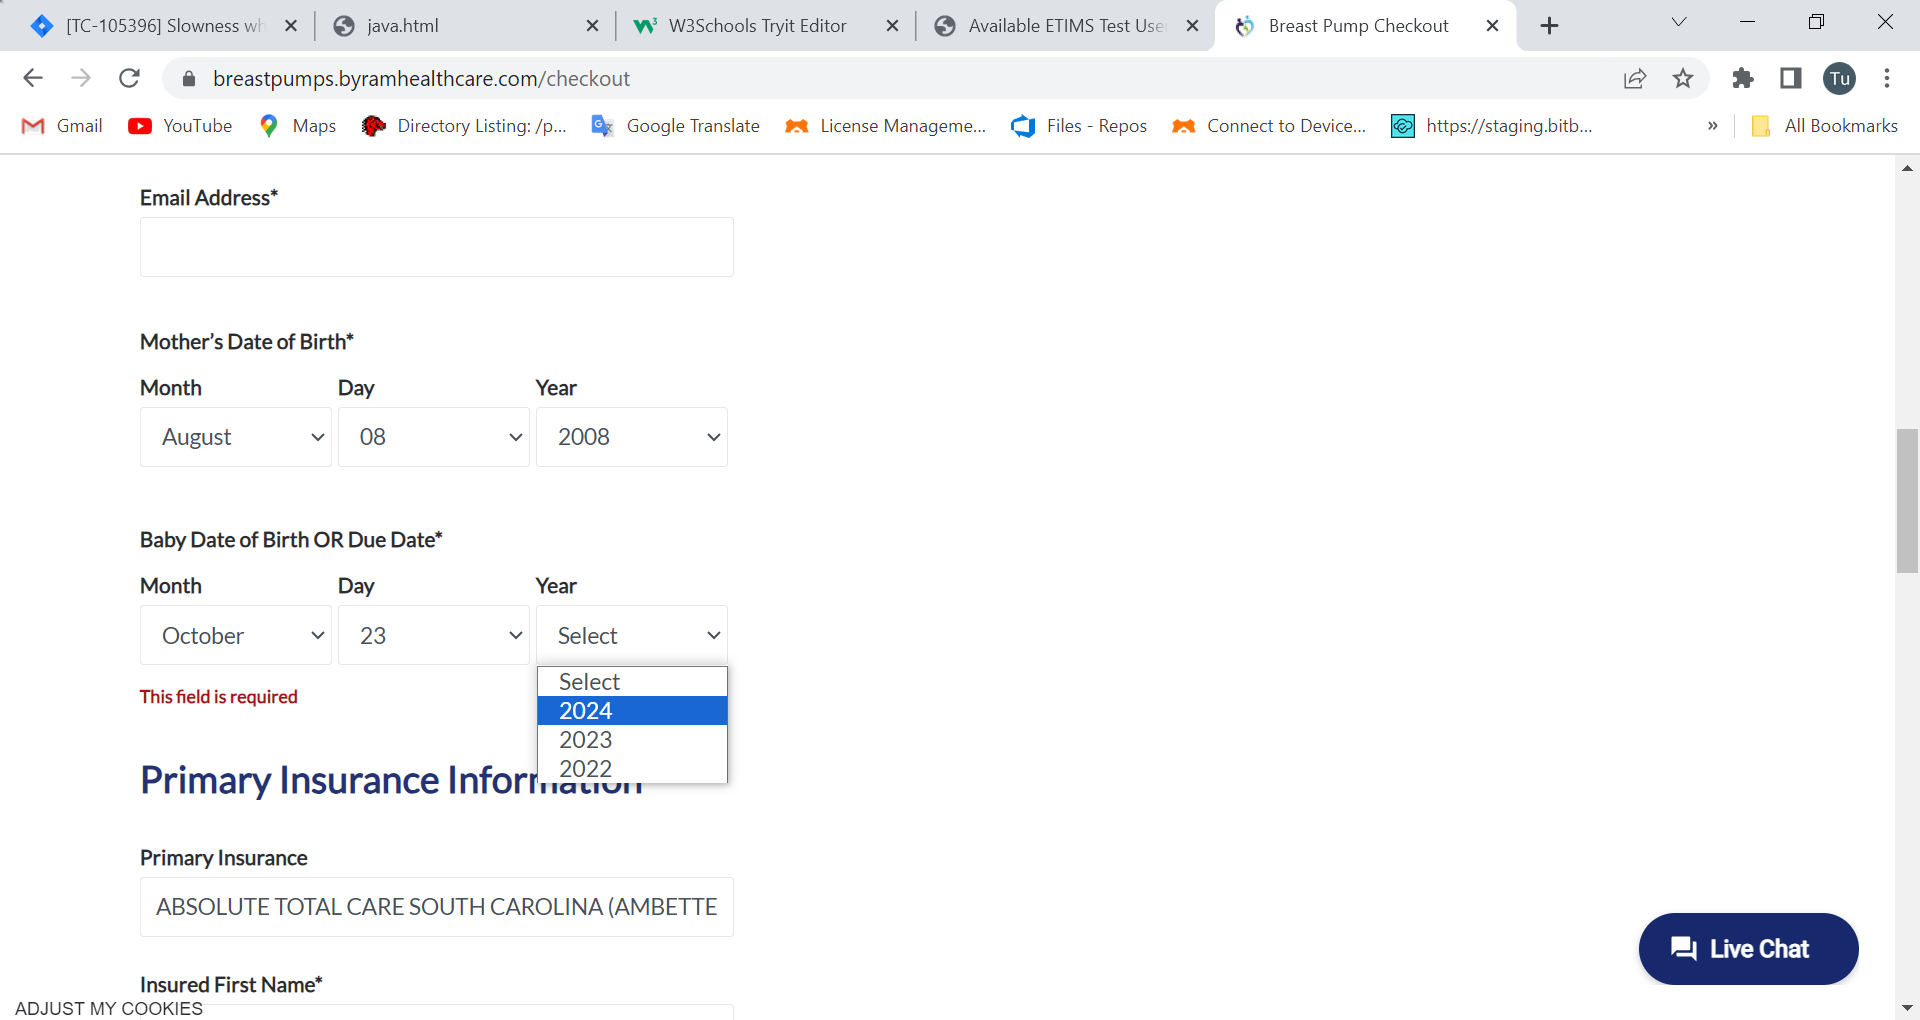 [TC-105396] Slowness wh
java.html
W3Schools Tryit Editor
Available ETIMS Test Use
Breast Pump Checkout
breastpumps.byramhealthcare.com/checkout
Tu
Gmail
YouTube
Maps
Directory Listing: /p...
Google Translate
License Manageme...
Files - Repos
Connect to Device...
https://staging.bitb...
»
All Bookmarks
Email Address*
Mother's Date of Birth*
Month Day Year
August 08 2008
Baby Date of Birth OR Due Date*
Month Day Year
October 23 Select
Select
2024
2023
2022
This field is required
Primary Insurance Information
Primary Insurance
ABSOLUTE TOTAL CARE SOUTH CAROLINA (AMBETTE
Live Chat
Insured First Name*
ADJUST MY COOKIES